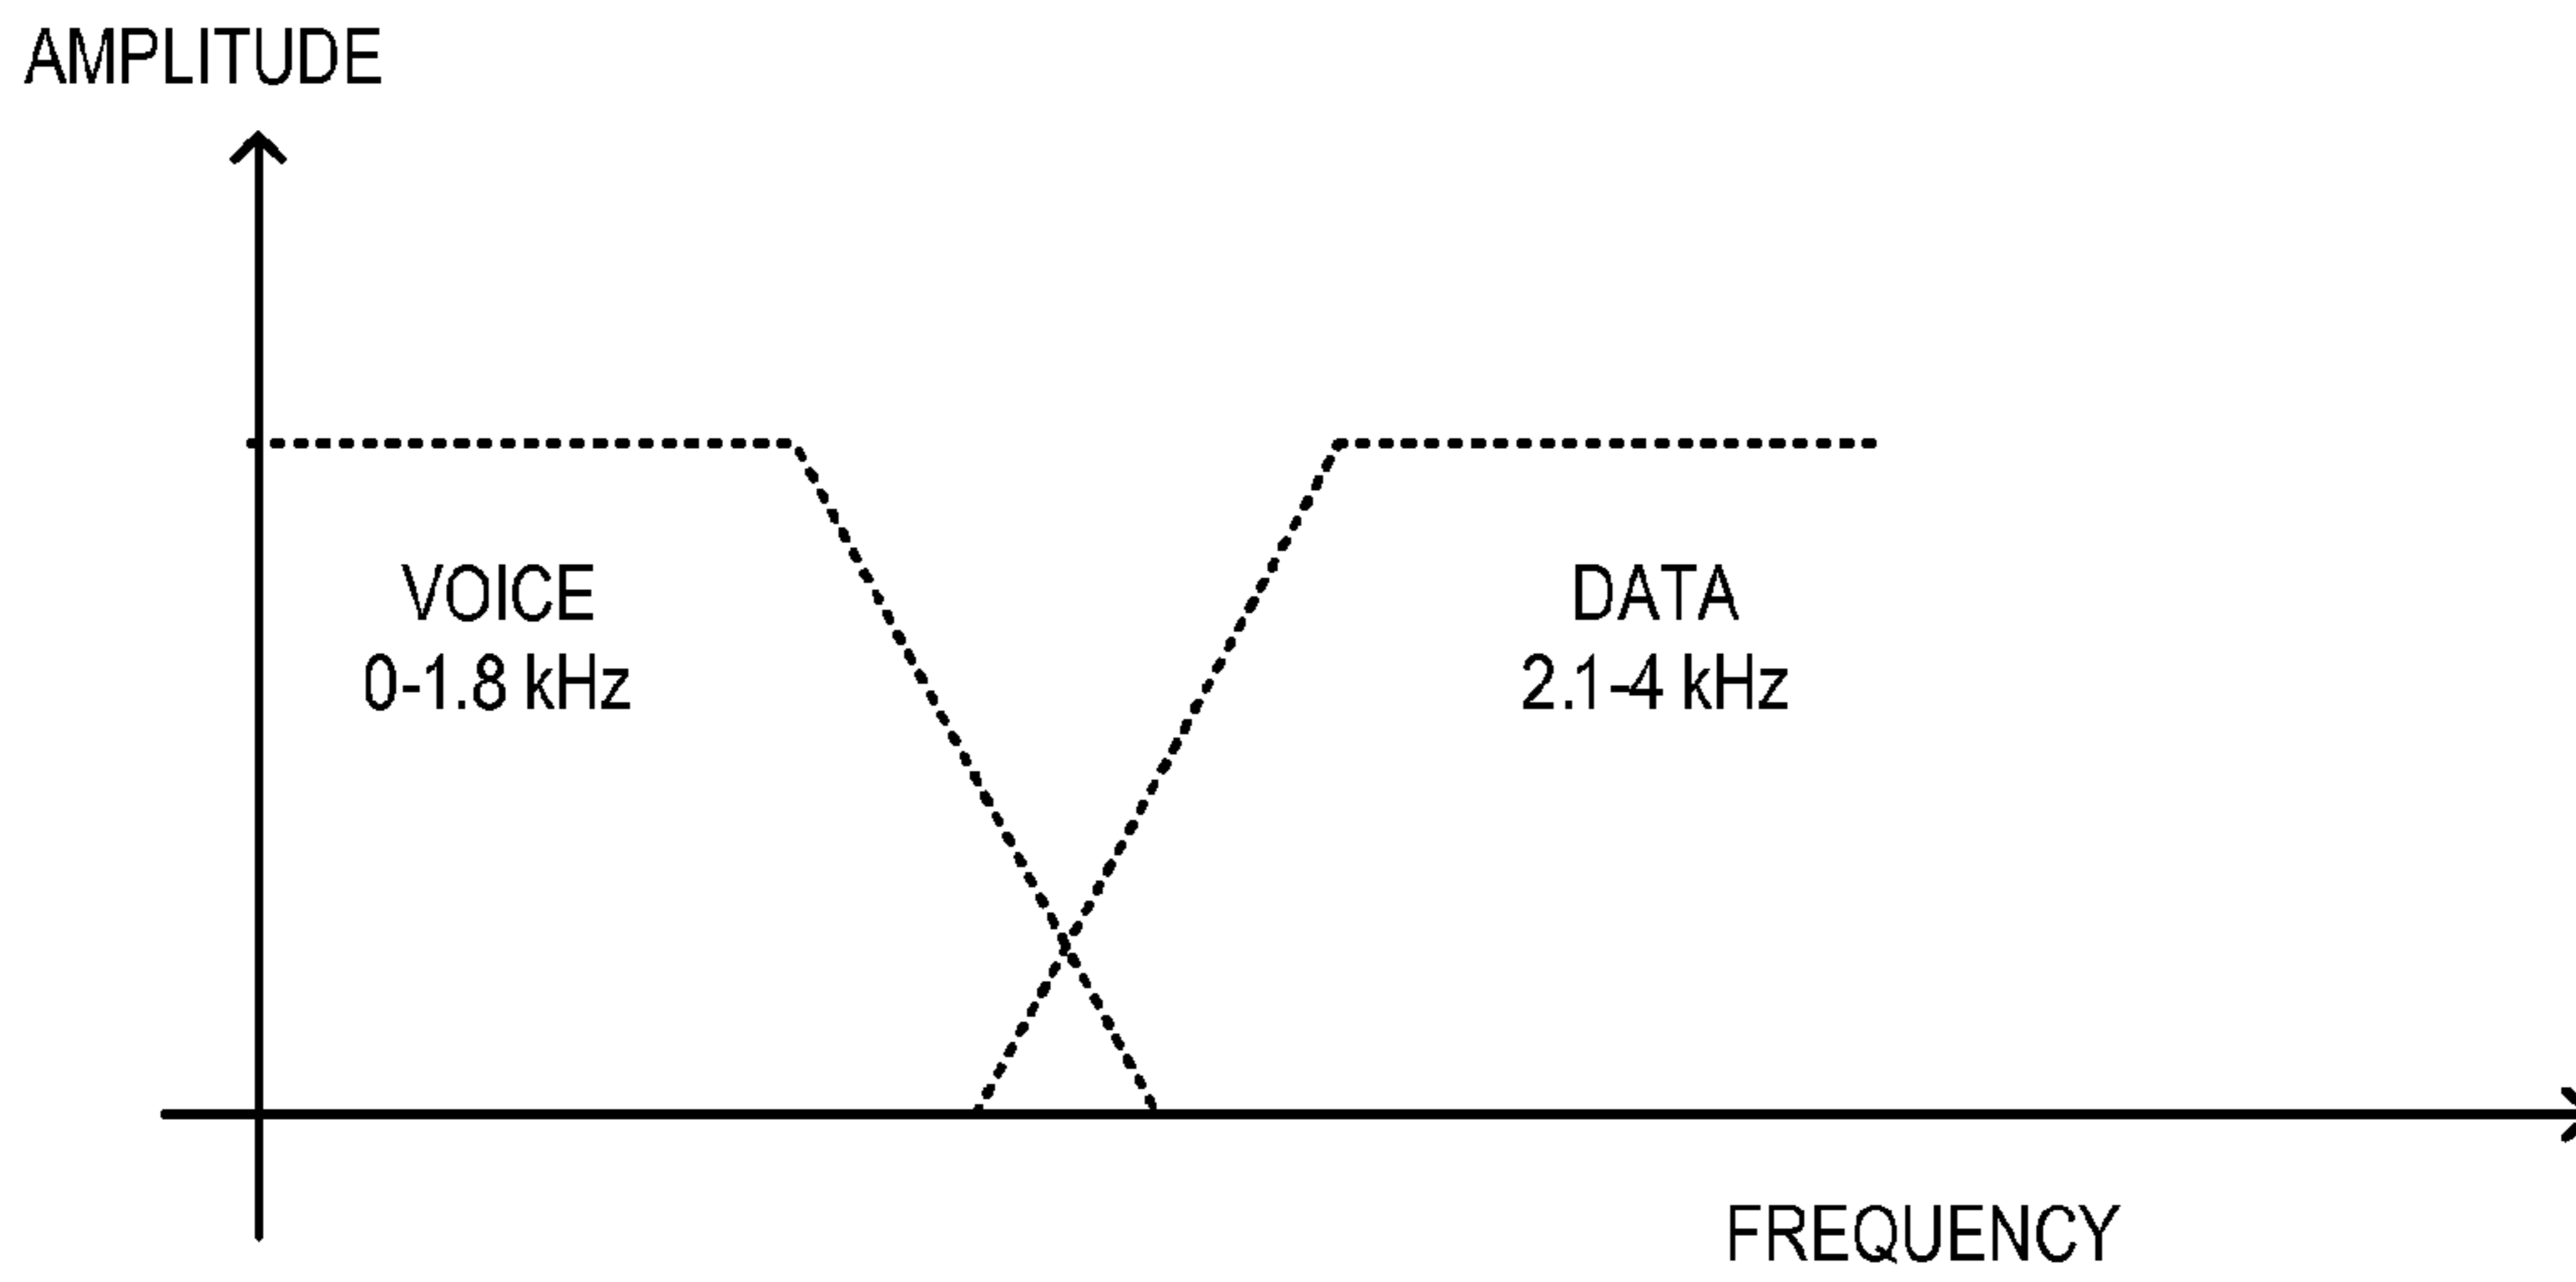 AMPLITUDE
VOICE
0-1.8 kHz
DATA
2.1-4 kHz
FREQUENCY